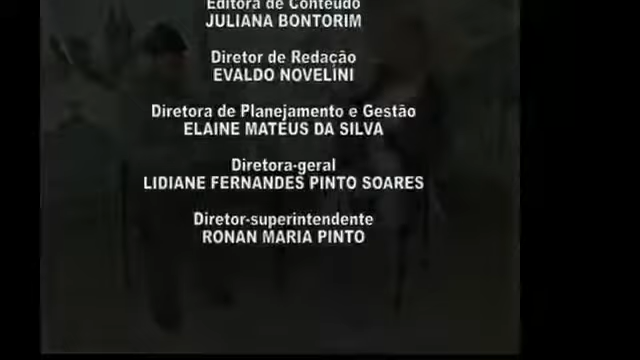 Editora de Conteúdo
JULIANA BONTORIM
Diretor de Redação
EVALDO NOVELINI
Diretora de Planejamento e Gestão
ELAINE MATEUS DA SILVA
Diretora-geral
LIDIANE FERNANDES PINTO SOARES
Diretor-superintendente
RONAN MARIA PINTO